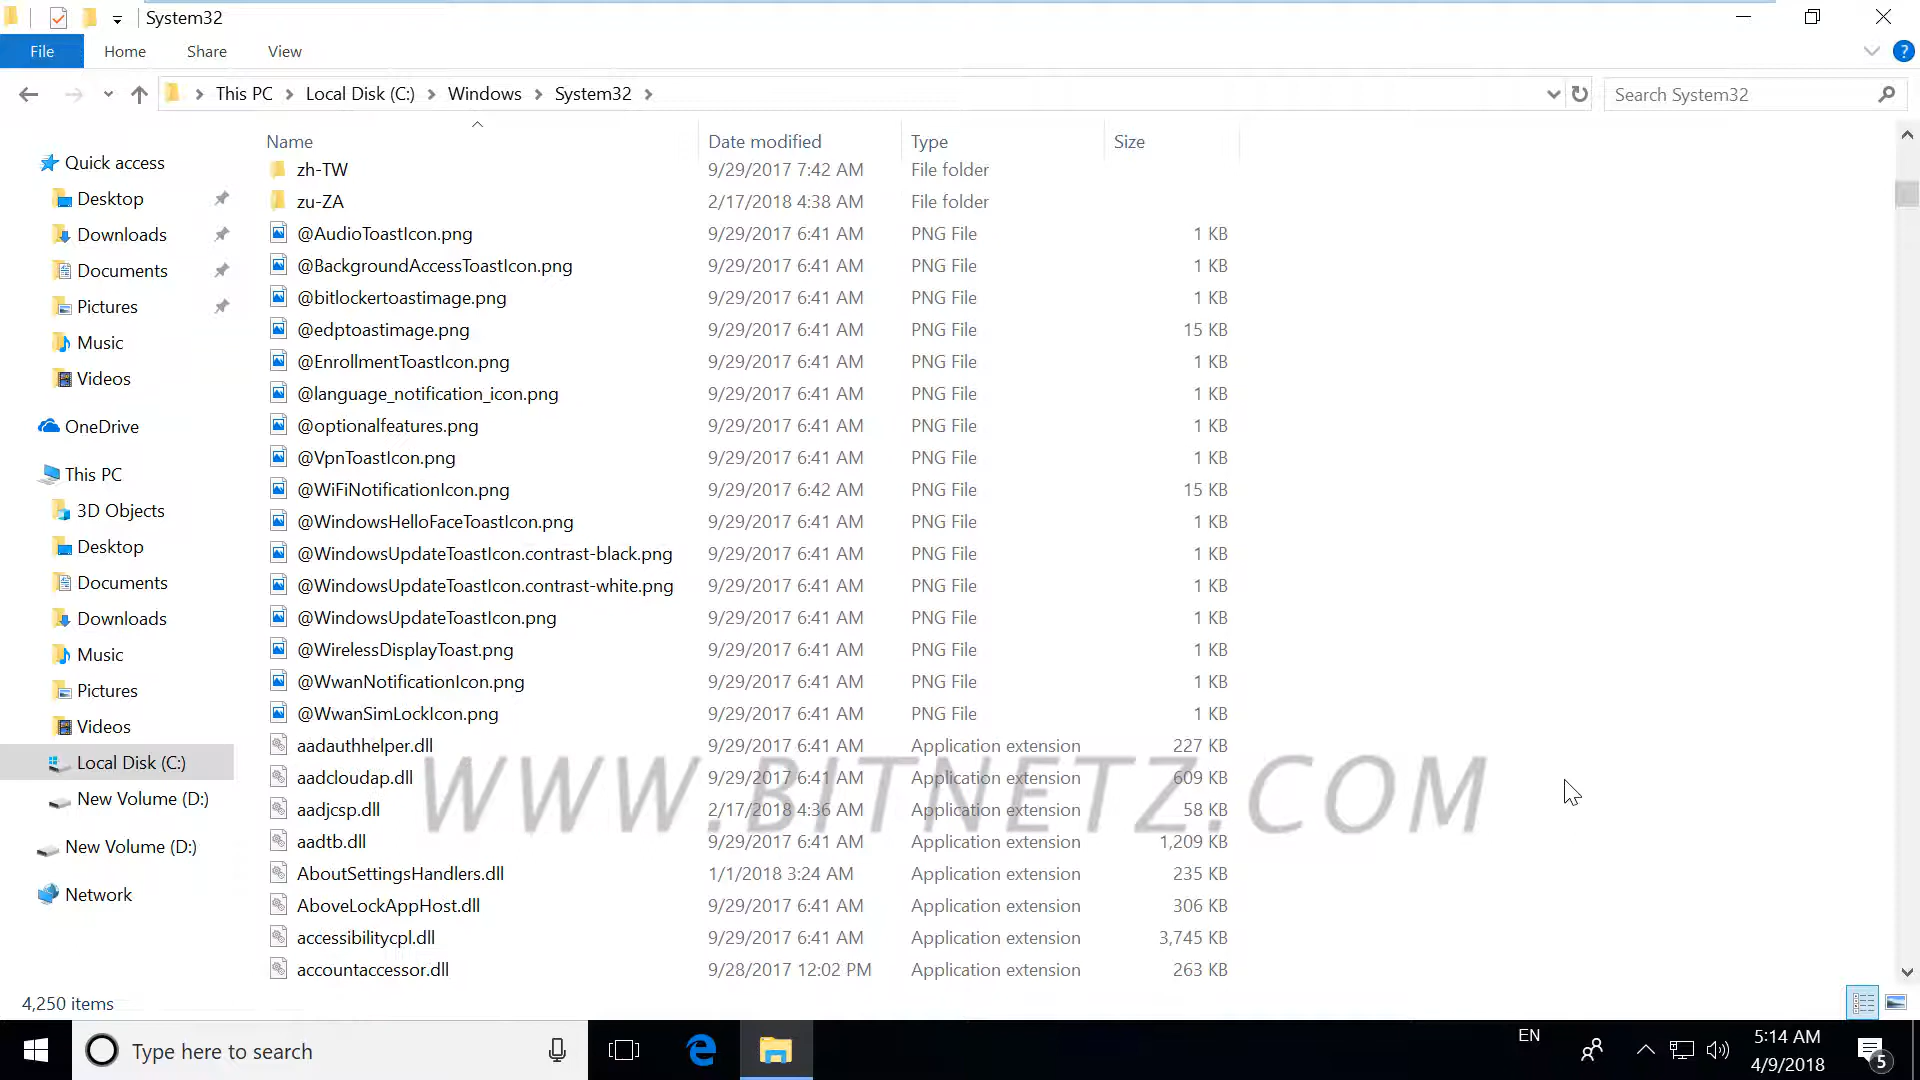 System32
File Home Share View
This PC Local Disk (C:) Windows System32 Search System32
Name Date modified Type Size
Quick access
Desktop
Downloads
Documents
Pictures
Music
Videos
OneDrive
This PC
3D Objects
Desktop
Documents
Downloads
Music
Pictures
Videos
Local Disk (C:)
New Volume (D:)
New Volume (D:)
Network
zh-TW 9/29/2017 7:42 AM File folder
zu-ZA 2/17/2018 4:38 AM File folder
@AudioToastIcon.png 9/29/2017 6:41 AM PNG File 1 KB
@BackgroundAccessToastIcon.png 9/29/2017 6:41 AM PNG File 1 KB
@bitlockertoastimage.png 9/29/2017 6:41 AM PNG File 1 KB
@edptoastimage.png 9/29/2017 6:41 AM PNG File 15 KB
@EnrollmentToastIcon.png 9/29/2017 6:41 AM PNG File 1 KB
@language_notification_icon.png 9/29/2017 6:41 AM PNG File 1 KB
@optionalfeatures.png 9/29/2017 6:41 AM PNG File 1 KB
@VpnToastIcon.png 9/29/2017 6:41 AM PNG File 1 KB
@WiFiNotificationIcon.png 9/29/2017 6:42 AM PNG File 15 KB
@WindowsHelloFaceToastIcon.png 9/29/2017 6:41 AM PNG File 1 KB
@WindowsUpdateToastIcon.contrast-black.png 9/29/2017 6:41 AM PNG File 1 KB
@WindowsUpdateToastIcon.contrast-white.png 9/29/2017 6:41 AM PNG File 1 KB
@WindowsUpdateToastIcon.png 9/29/2017 6:41 AM PNG File 1 KB
@WirelessDisplayToast.png 9/29/2017 6:41 AM PNG File 1 KB
@WwanNotificationIcon.png 9/29/2017 6:41 AM PNG File 1 KB
@WwanSimLockIcon.png 9/29/2017 6:41 AM PNG File 1 KB
aadauthhelper.dll 9/29/2017 6:41 AM Application extension 227 KB
aadcloudap.dll 9/29/2017 6:41 AM Application extension 609 KB
WWW.BITNETZ.COM
aadjcsp.dll 2/17/2018 4:36 AM Application extension 58 KB
aadtb.dll 9/29/2017 6:41 AM Application extension 1,209 KB
AboutSettingsHandlers.dll 1/1/2018 3:24 AM Application extension 235 KB
AboveLockAppHost.dll 9/29/2017 6:41 AM Application extension 306 KB
accessibilitycpl.dll 9/29/2017 6:41 AM Application extension 3,745 KB
accountaccessor.dll 9/28/2017 12:02 PM Application extension 263 KB
4,250 items
Type here to search
EN
5:14 AM
4/9/2018
5